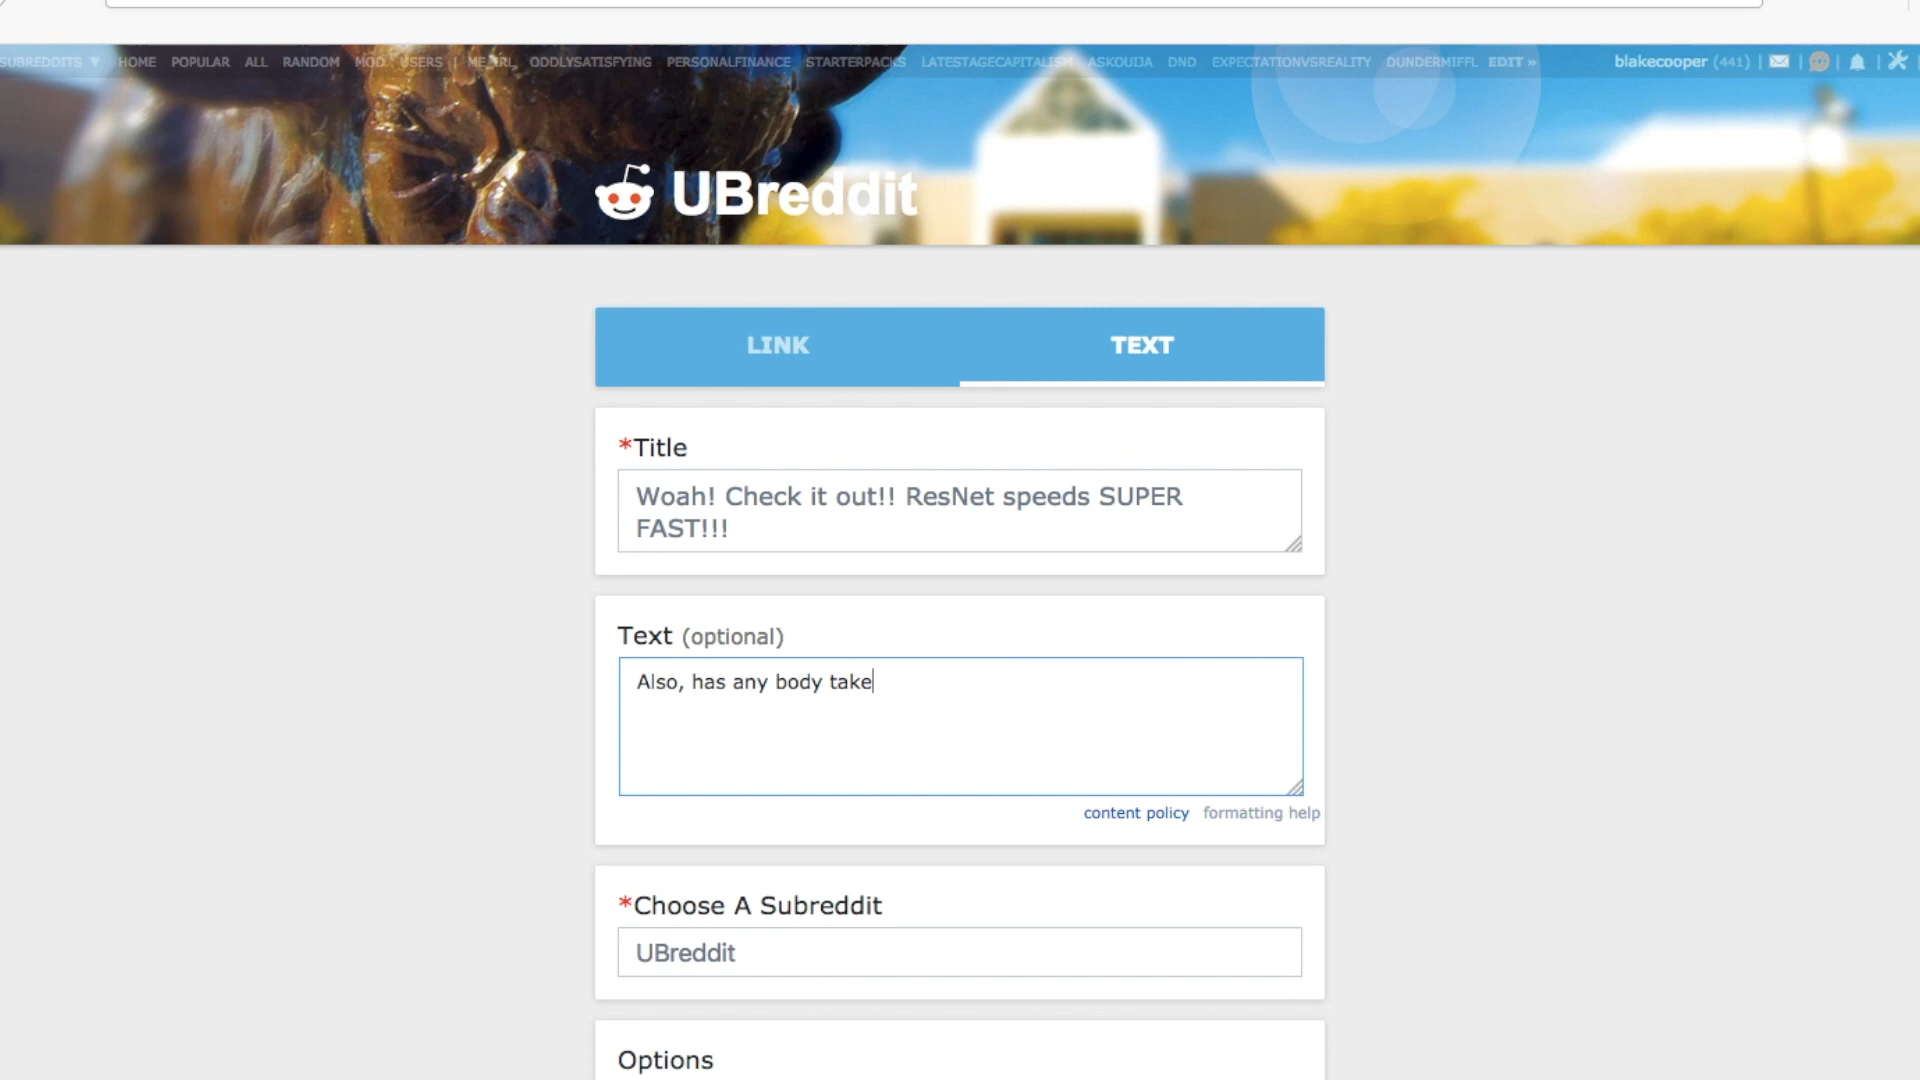 SUBREDDITS ▼ HOME POPULAR ALL RANDOM MOD USERS | ME_IRL ODDLYSATISFYING PERSONALFINANCE STARTERPACKS LATESTAGECAPITALISM ASKOUIJA DND EXPECTATIONVSREALITY DUNDERMIFFL EDIT » blakecooper (441) | | | |
UBreddit
LINK TEXT
*Title
Woah! Check it out!! ResNet speeds SUPER
FAST!!!
Text (optional)
Also, has any body take
content policy formatting help
*Choose A Subreddit
UBreddit
Options